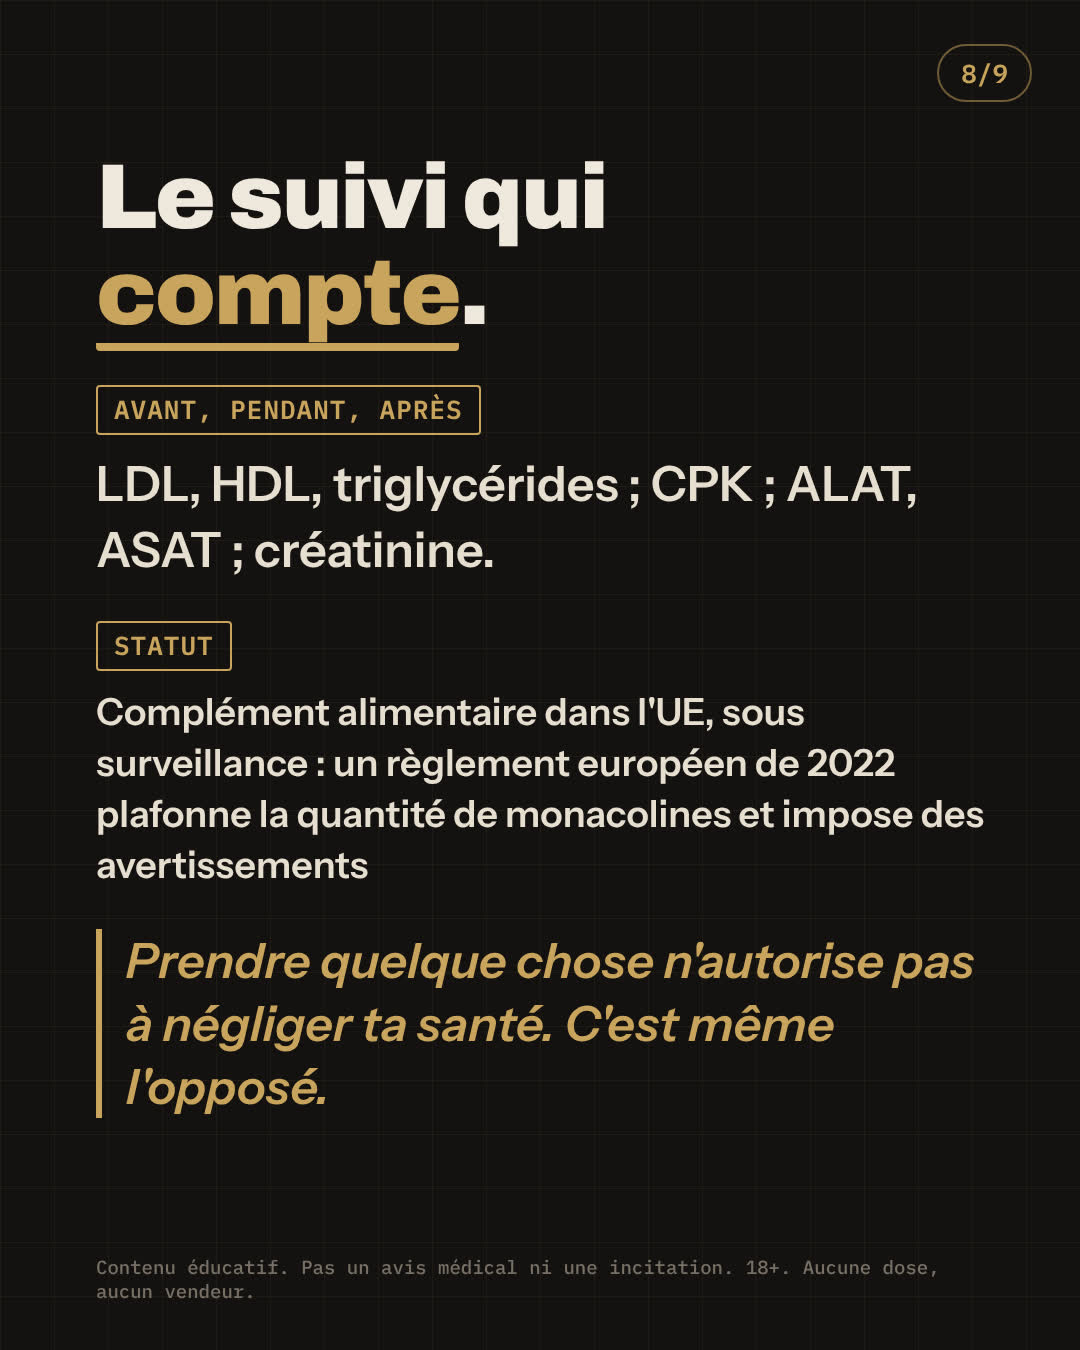 8/9
Le suivi qui
compte.
AVANT, PENDANT, APRÈS
LDL, HDL, triglycérides ; CPK ; ALAT,
ASAT ; créatinine.
STATUT
Complément alimentaire dans l'UE, sous
surveillance : un règlement européen de 2022
plafonne la quantité de monacolines et impose des
avertissements
Prendre quelque chose n'autorise pas
à négliger ta santé. C'est même
l'opposé.
Contenu éducatif. Pas un avis médical ni une incitation. 18+. Aucune dose,
aucun vendeur.